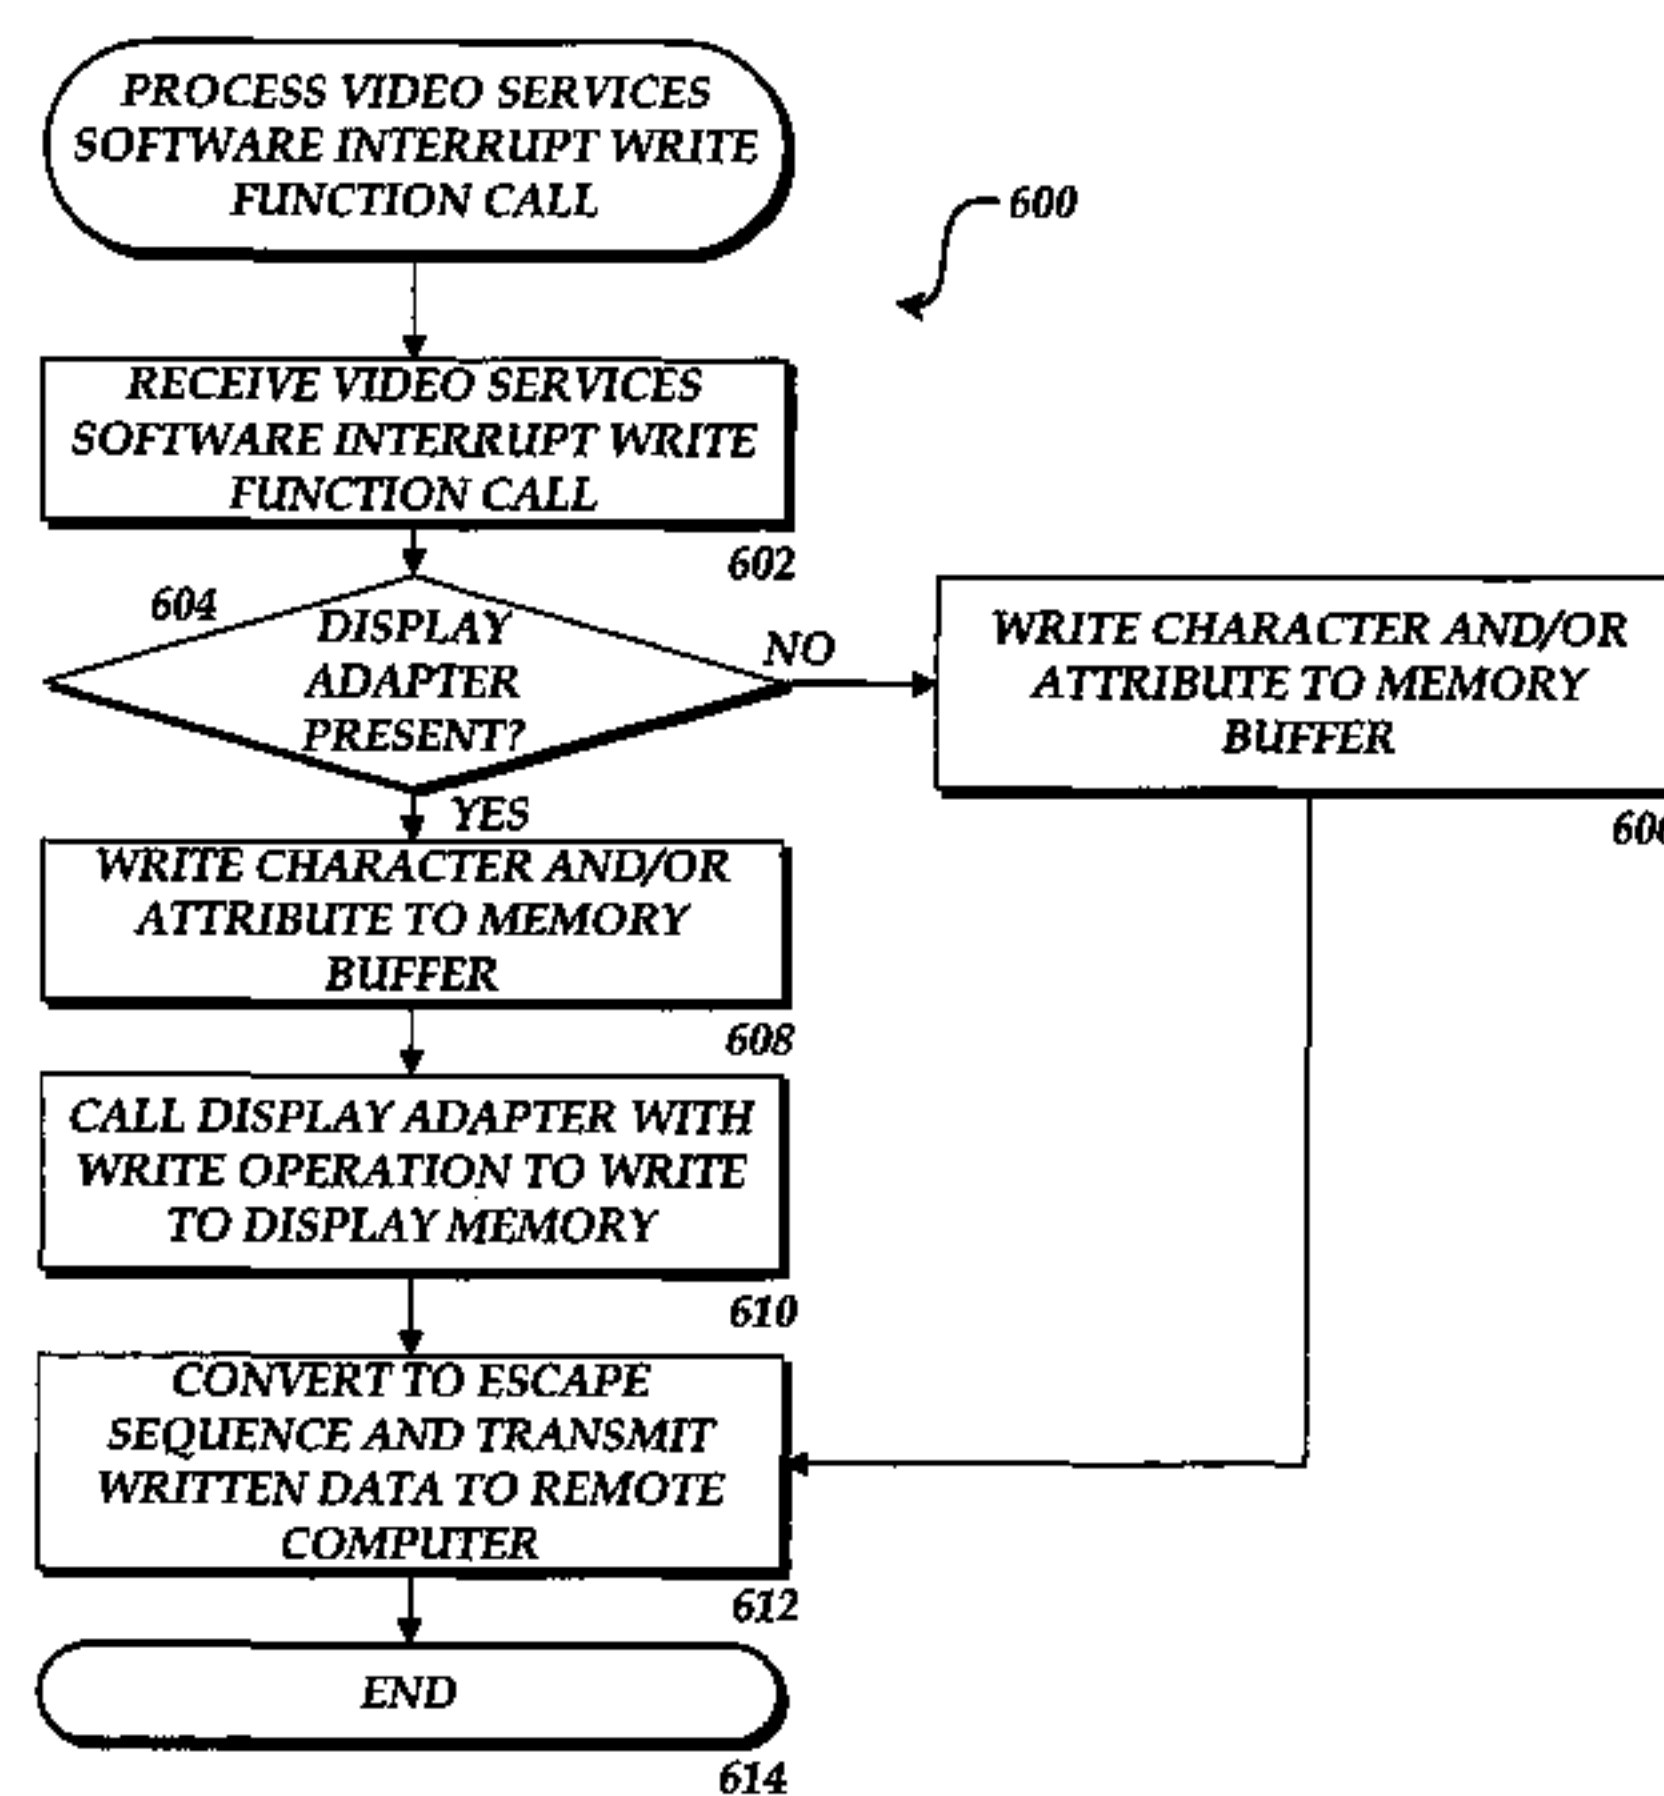 PROCESS VIDEO SERVICES
SOFTWARE INTERRUPT WRITE
FUNCTION CALL
600
RECEIVE VIDEO SERVICES
SOFTWARE INTERRUPT WRITE
FUNCTION CALL
602
604
DISPLAY
ADAPTER
PRESENT?
NO
WRITE CHARACTER AND/OR
ATTRIBUTE TO MEMORY
BUFFER
YES
WRITE CHARACTER AND/OR
ATTRIBUTE TO MEMORY
BUFFER
608
CALL DISPLAY ADAPTER WITH
WRITE OPERATION TO WRITE
TO DISPLAY MEMORY
610
CONVERT TO ESCAPE
SEQUENCE AND TRANSMIT
WRITTEN DATA TO REMOTE
COMPUTER
612
END
614